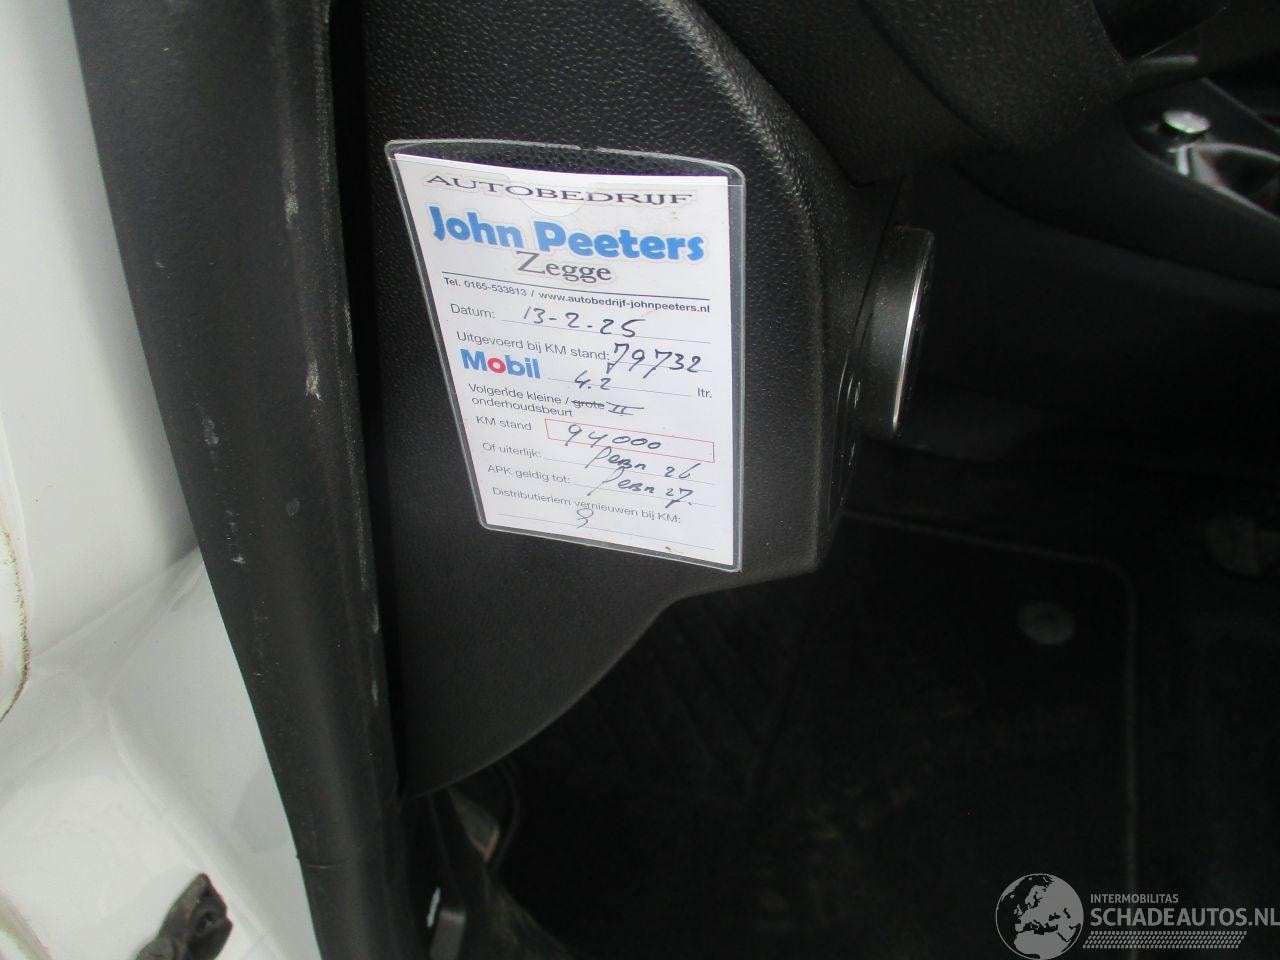 AUTOBEDRIJF
John Peeters
Zegge
Tel. 0165-533813 / www.autobedrijf-johnpeeters.nl
Datum: 13-2-25
Uitgevoerd bij KM stand: 79732
Mobil 4.2 ltr.
Volgende kleine / grote II
onderhoudsbeurt
KM stand 94000
Of uiterlijk: 26
APK geldig tot: 27.
Distributieriem vernieuwen bij KM:
INTERMOBILITAS
SCHADEAUTOS.NL